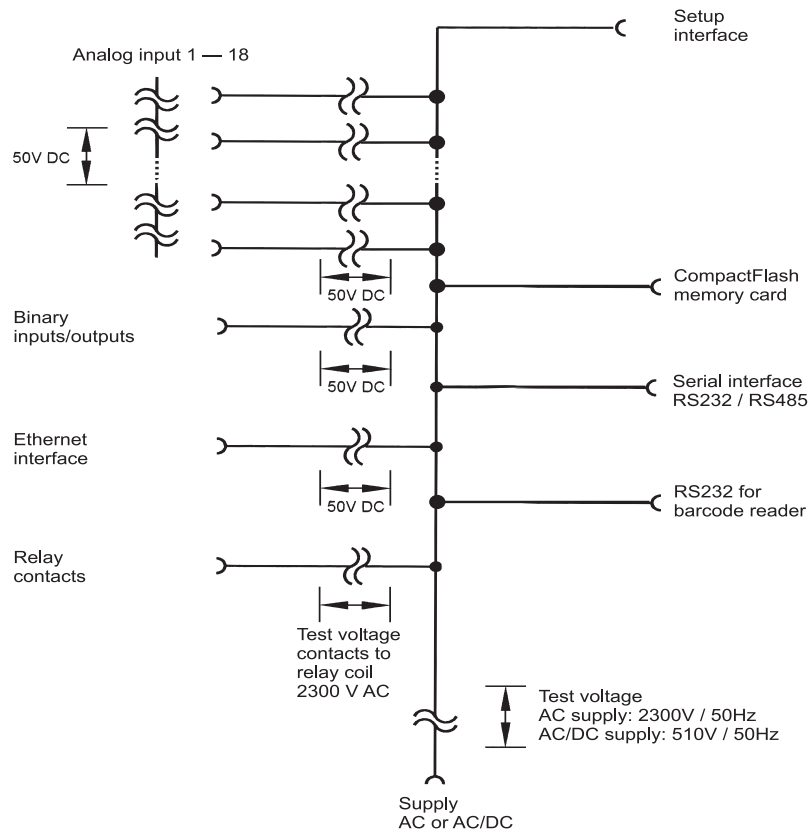 Setup
interface
Analog input 1 — 18
50V DC
50V DC
CompactFlash
memory card
Binary
inputs/outputs
50V DC
Serial interface
RS232 / RS485
Ethernet
interface
50V DC
RS232 for
barcode reader
Relay
contacts
Test voltage
contacts to
relay coil
2300 V AC
Test voltage
AC supply: 2300V / 50Hz
AC/DC supply: 510V / 50Hz
Supply
AC or AC/DC